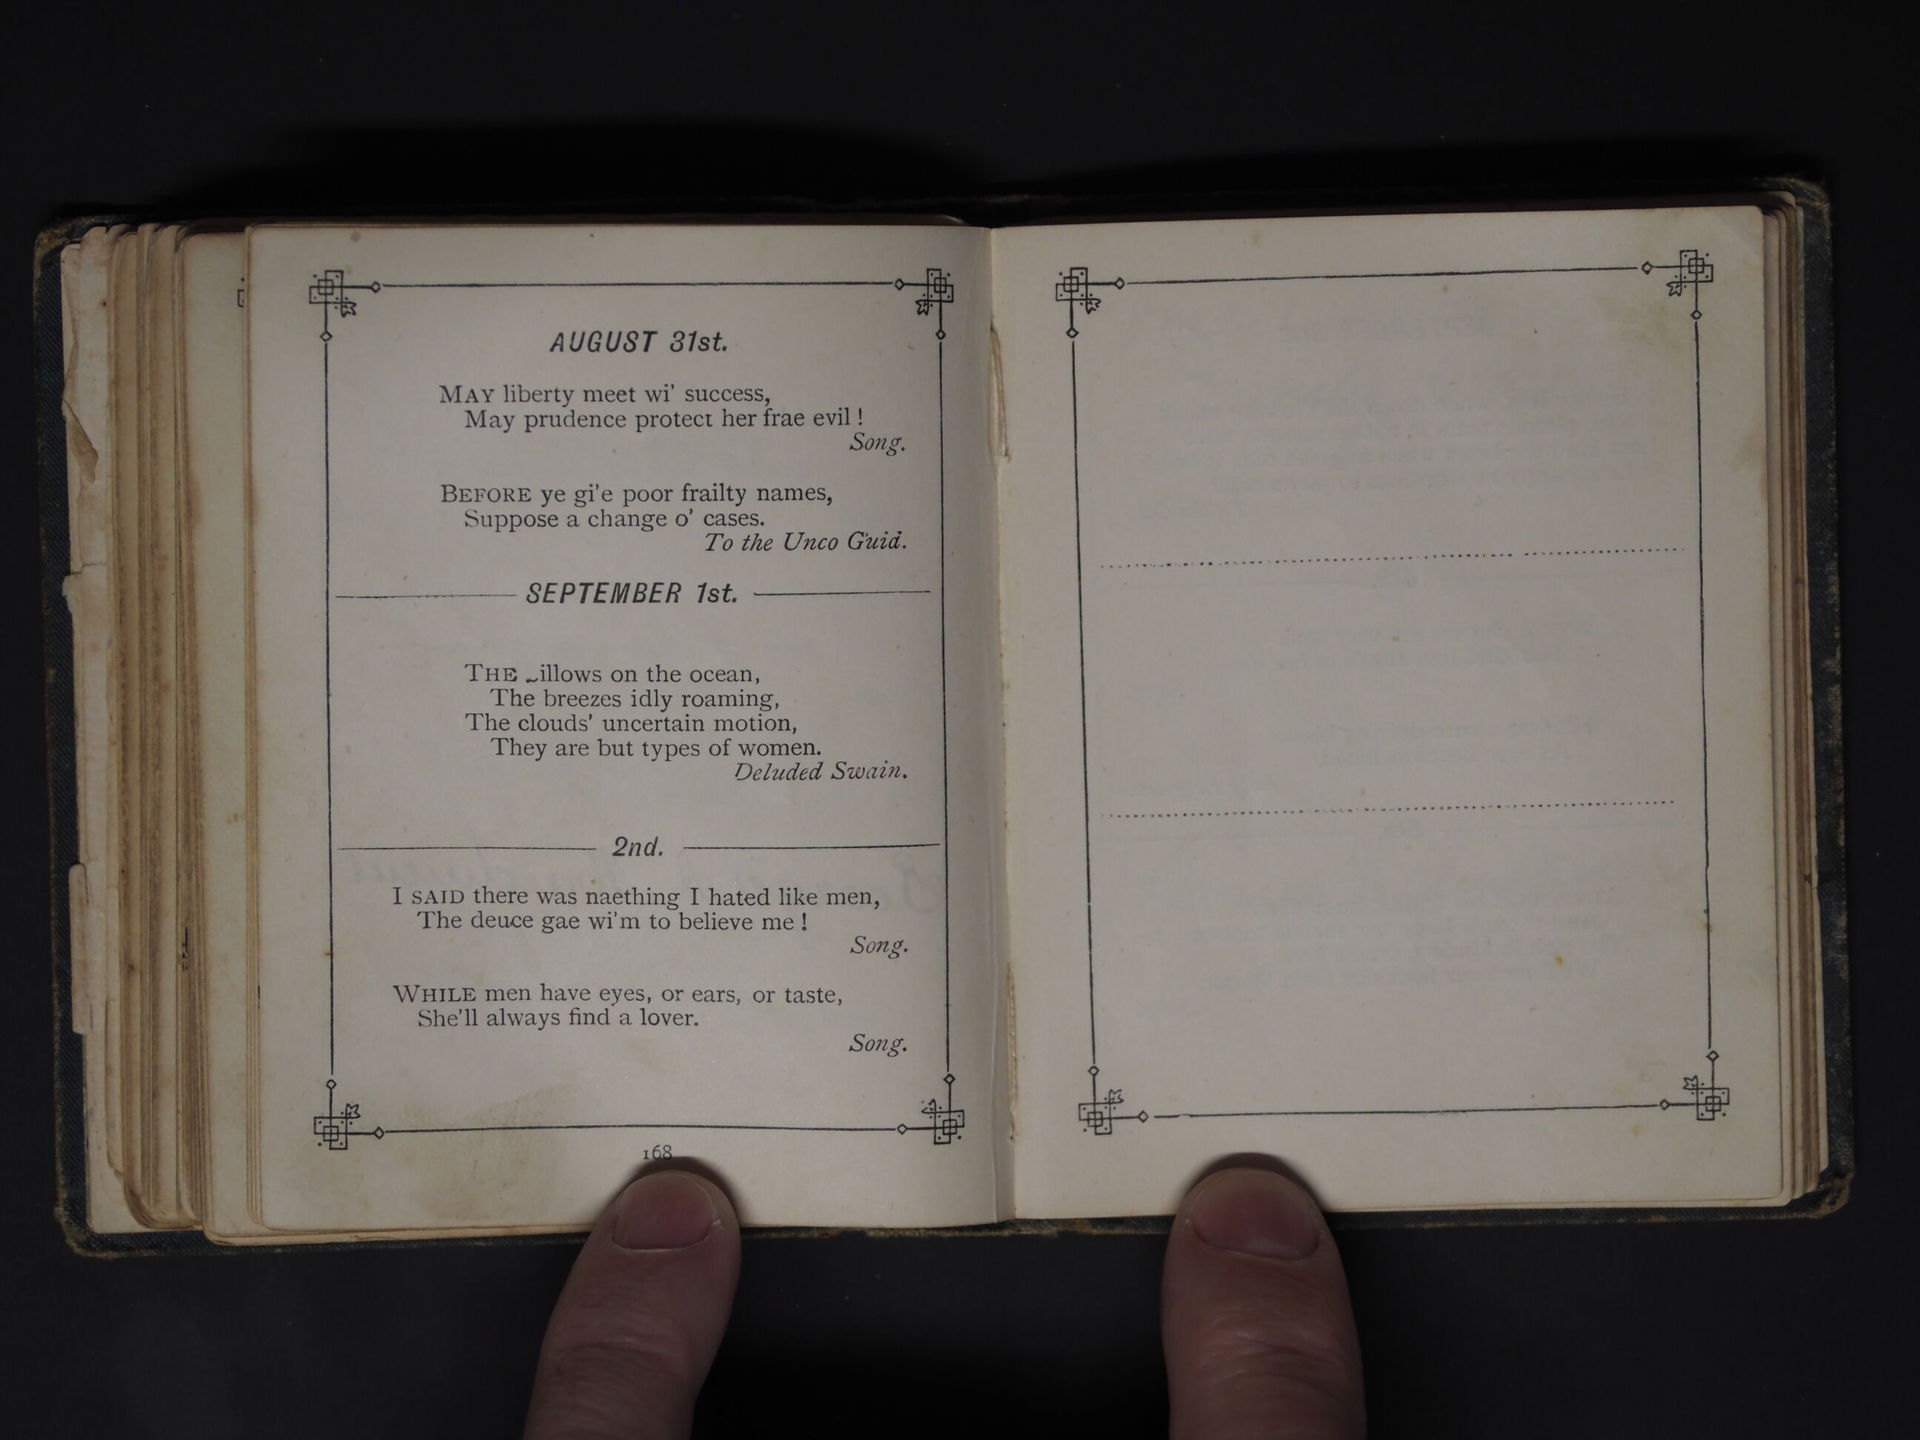 AUGUST 31st.
MAY liberty meet wi' success,
May prudence protect her frae evil !
Song.
BEFORE ye gi'e poor frailty names,
Suppose a change o' cases.
To the Unco Guid.
SEPTEMBER 1st.
THE illows on the ocean,
The breezes idly roaming,
The clouds' uncertain motion,
They are but types of women.
Deluded Swain.
2nd.
I SAID there was naething I hated like men,
The deuce gae wi'm to believe me !
Song.
WHILE men have eyes, or ears, or taste,
She'll always find a lover.
Song.
168